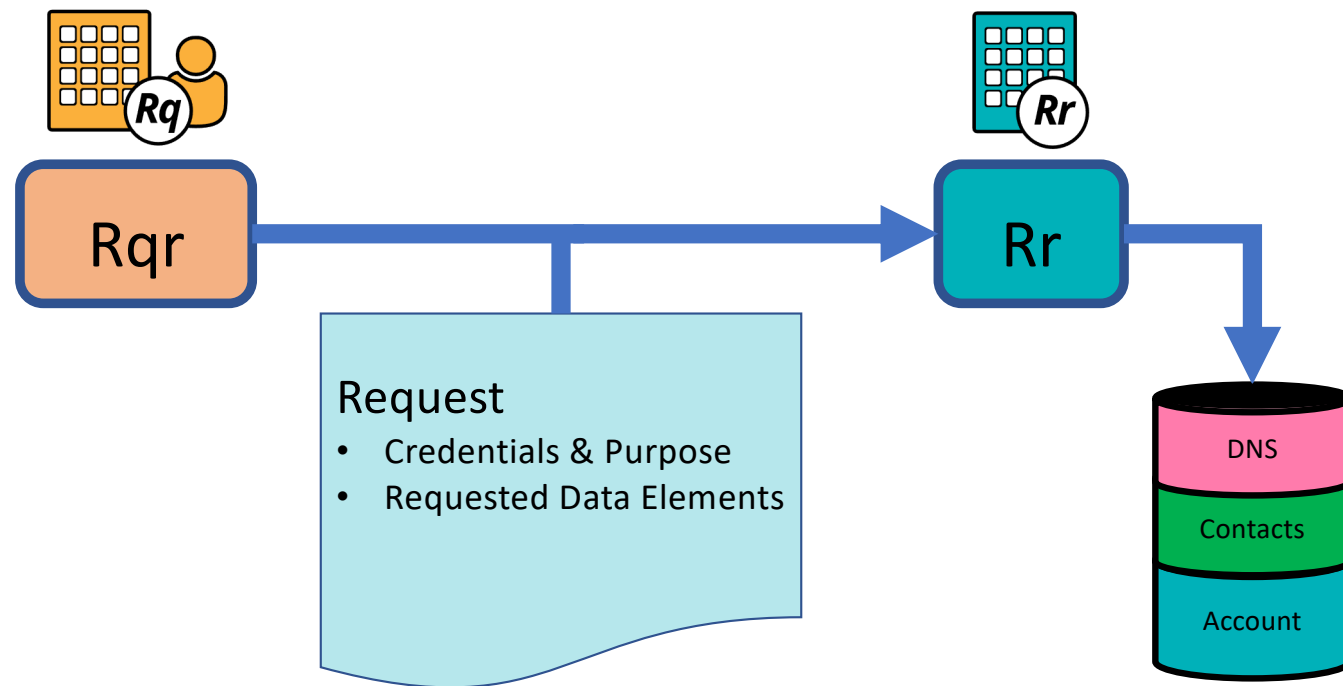 Rq
Rr
Rqr
Rr
Request
• Credentials & Purpose
• Requested Data Elements
DNS
Contacts
Account